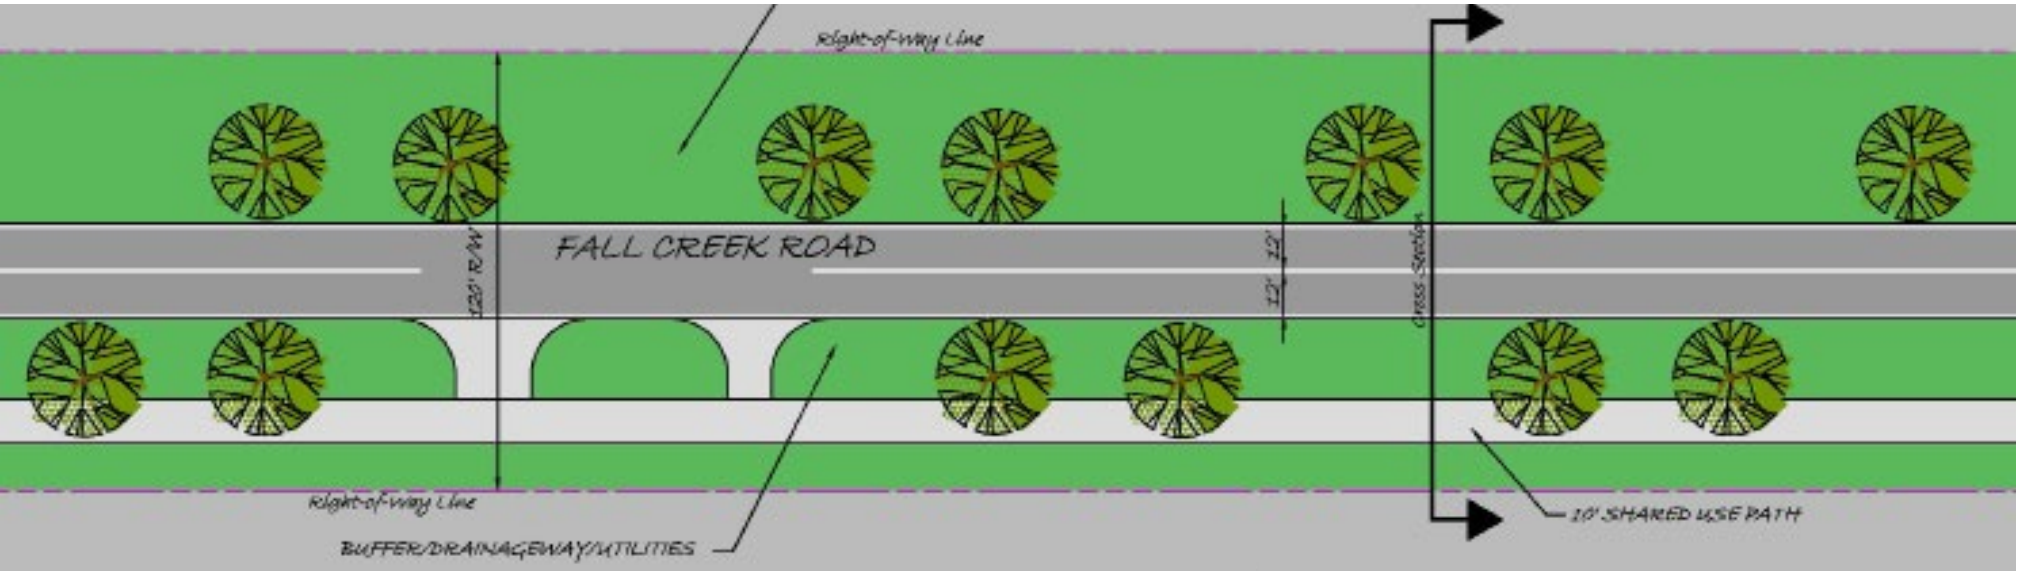 Right-of-Way Line
FALL CREEK ROAD
120' R/W
12'
12'
Cross Section
Right-of-Way Line
10' SHARED USE PATH
BUFFER/DRAINAGEWAY/UTILITIES